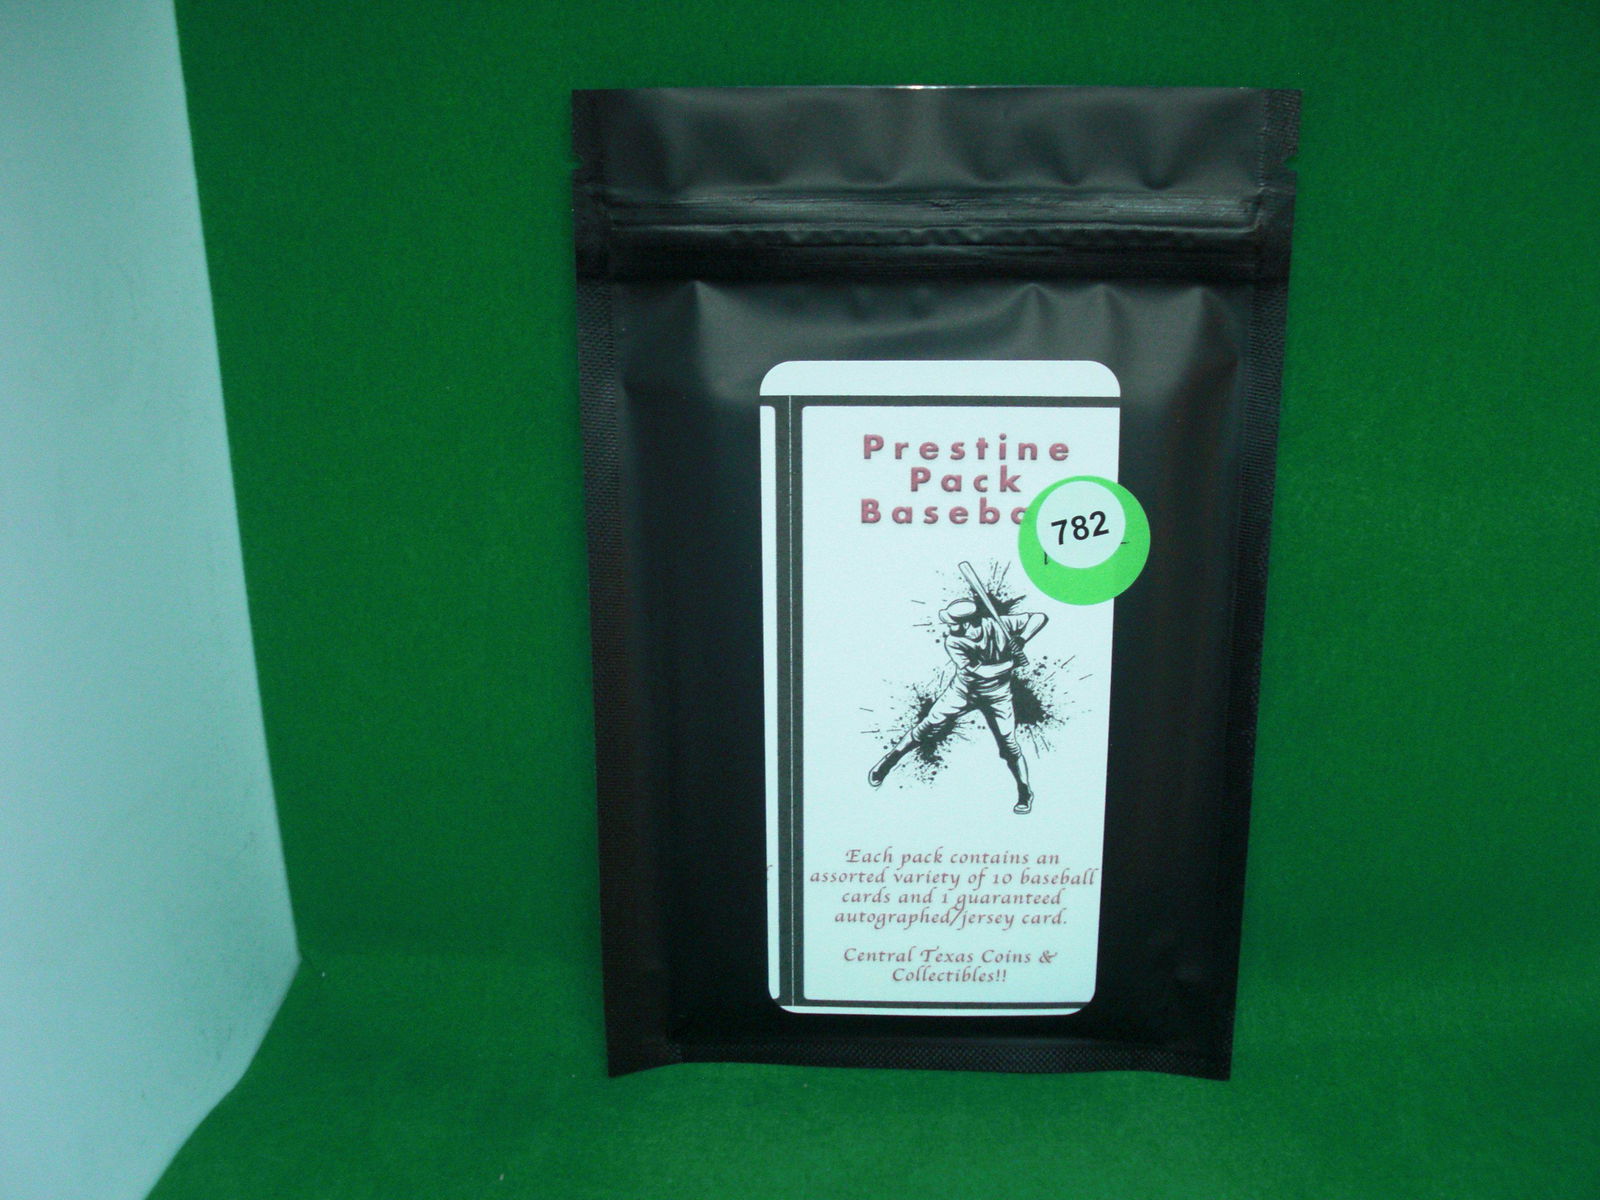 Prestine
Pack
782
Each pack contains an
assorted variety of 10 baseball
cards and 1 guaranteed
autographed/jersey card.
Central Texas Coins &
Collectibles!!